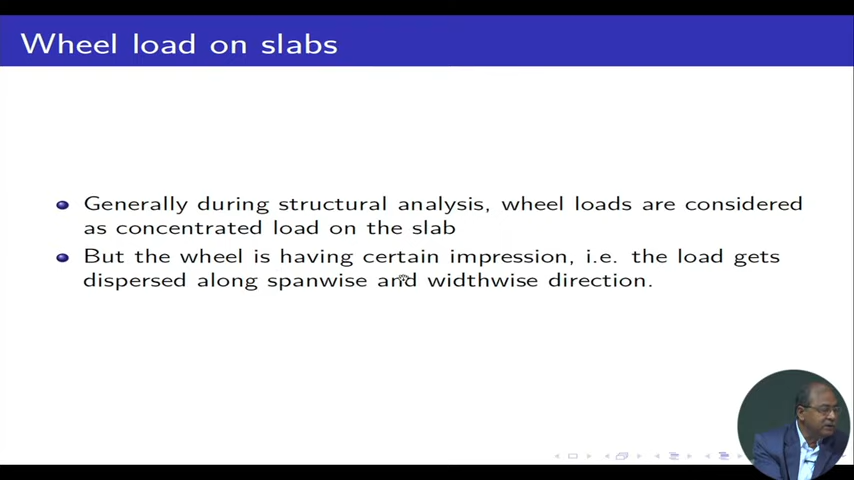 Wheel load on slabs
Generally during structural analysis, wheel loads are considered
as concentrated load on the slab
But the wheel is having certain impression, i.e. the load gets
dispersed along spanwise and widthwise direction.